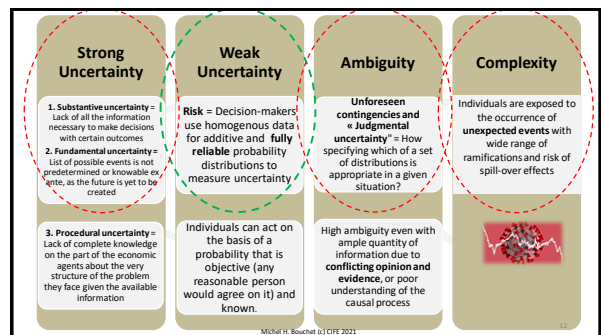 Strong
Uncertainty
1. Substantive uncertainty =
Lack of all the information
necessary to make decisions
with certain outcomes
2. Fundamental uncertainty =
List of possible events is not
predetermined or knowable ex
ante, as the future is yet to be
created
3. Procedural uncertainty =
Lack of complete knowledge
on the part of the economic
agents about the very
structure of the problem
they face given the available
information
Weak
Uncertainty
Risk = Decision-makers
use homogenous data
for additive and fully
reliable probability
distributions to
measure uncertainty
Individuals can act on
the basis of a
probability that is
objective (any
reasonable person
would agree on it) and
known.
Ambiguity
Unforeseen
contingencies and
« Judgmental
uncertainty" = How
specifying which of a set
of distributions is
appropriate in a given
situation?
High ambiguity even with
ample quantity of
information due to
conflicting opinion and
evidence, or poor
understanding of the
causal process
Complexity
Individuals are exposed to
the occurrence of
unexpected events with
wide range of
ramifications and risk of
spill-over effects
Michel H. Bouchet (c) CIFE 2021
12